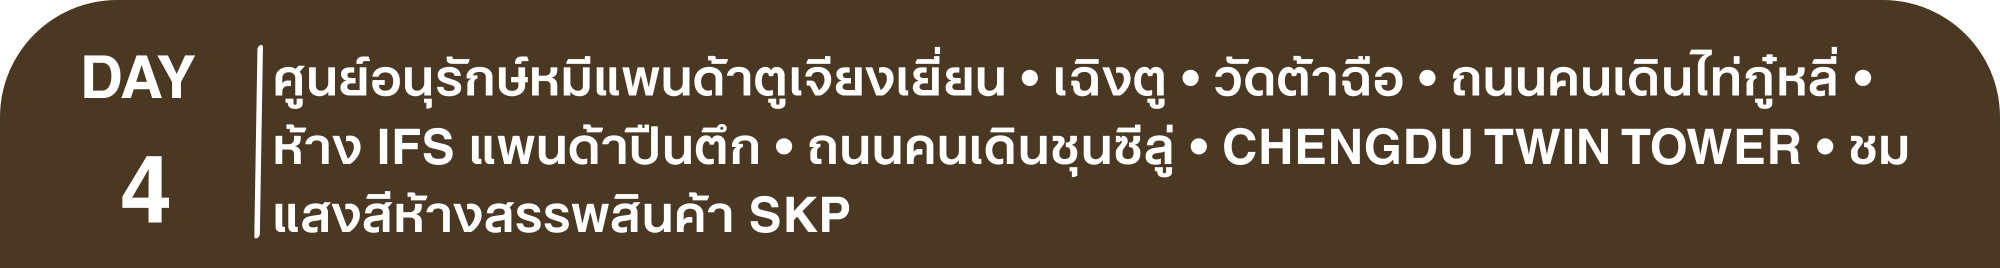 DAY
4
ศูนย์อนุรักษ์หมีแพนด้าตูเจียงเยี่ยน • เฉิงตู • วัดต้าฉือ • ถนนคนเดินไท่กู๋หลี่ •
ห้าง IFS แพนด้าปีนตึก • ถนนคนเดินชุนซีลู่ • CHENGDU TWIN TOWER • ชม
แสงสีห้างสรรพสินค้า SKP